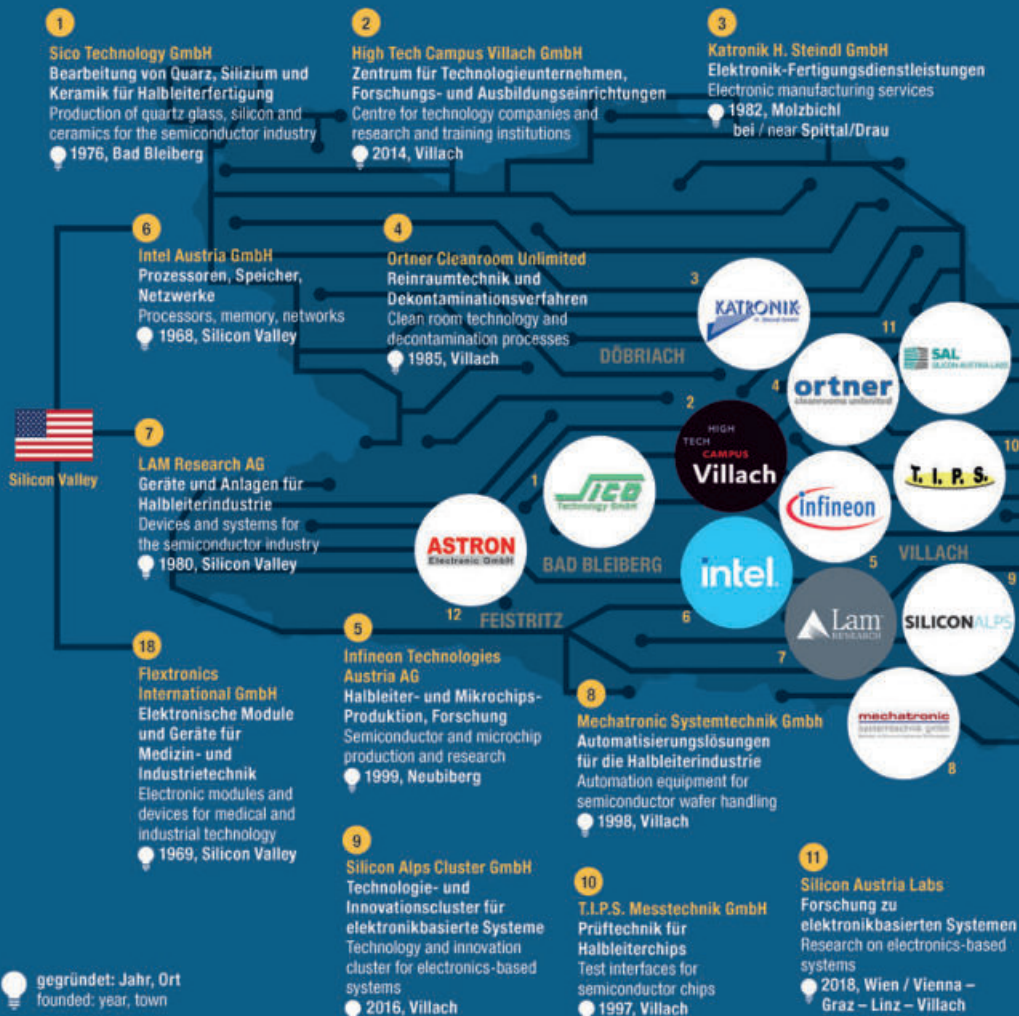 1
Sico Technology GmbH
Bearbeitung von Quarz, Silizium und
Keramik für Halbleiterfertigung
Production of quartz glass, silicon and
ceramics for the semiconductor industry
1976, Bad Bleiberg
2
High Tech Campus Villach GmbH
Zentrum für Technologieunternehmen,
Forschungs- und Ausbildungseinrichtungen
Centre for technology companies and
research and training institutions
2014, Villach
3
Katronik H. Steindl GmbH
Elektronik-Fertigungsdienstleistungen
Electronic manufacturing services
1982, Molzbichl
bei / near Spittal/Drau
6
Intel Austria GmbH
Prozessoren, Speicher,
Netzwerke
Processors, memory, networks
1968, Silicon Valley
4
Ortner Cleanroom Unlimited
Reinraumtechnik und
Dekontaminationsverfahren
Clean room technology and
decontamination processes
1985, Villach
Silicon Valley
7
LAM Research AG
Geräte und Anlagen für
Halbleiterindustrie
Devices and systems for
the semiconductor industry
1980, Silicon Valley
3
KATRONIK
H. Steindl GmbH
DÖBRIACH
11
SAL
SILICON AUSTRIA LABS
4
ortner
cleanrooms unlimited
2
HIGH
TECH
CAMPUS
Villach
10
T.I.P.S.
1
Sico
Technology GmbH
infineon
5
VILLACH
ASTRON
Electronic GmbH
12
BAD BLEIBERG
FEISTRITZ
intel.
6
Lam
RESEARCH
7
9
SILICONALPS
mechatronic
systemtechnik gmbh
8
18
Flextronics
International GmbH
Elektronische Module
und Geräte für
Medizin- und
Industrietechnik
Electronic modules and
devices for medical and
industrial technology
1969, Silicon Valley
5
Infineon Technologies
Austria AG
Halbleiter- und Mikrochips-
Produktion, Forschung
Semiconductor and microchip
production and research
1999, Neubiberg
8
Mechatronic Systemtechnik Gmbh
Automatisierungslösungen
für die Halbleiterindustrie
Automation equipment for
semiconductor wafer handling
1998, Villach
9
Silicon Alps Cluster GmbH
Technologie- und
Innovationscluster für
elektronikbasierte Systeme
Technology and innovation
cluster for electronics-based
systems
2016, Villach
10
T.I.P.S. Messtechnik GmbH
Prüftechnik für
Halbleiterchips
Test interfaces for
semiconductor chips
1997, Villach
11
Silicon Austria Labs
Forschung zu
elektronikbasierten Systemen
Research on electronics-based
systems
2018, Wien / Vienna –
Graz – Linz – Villach
gegründet: Jahr, Ort
founded: year, town